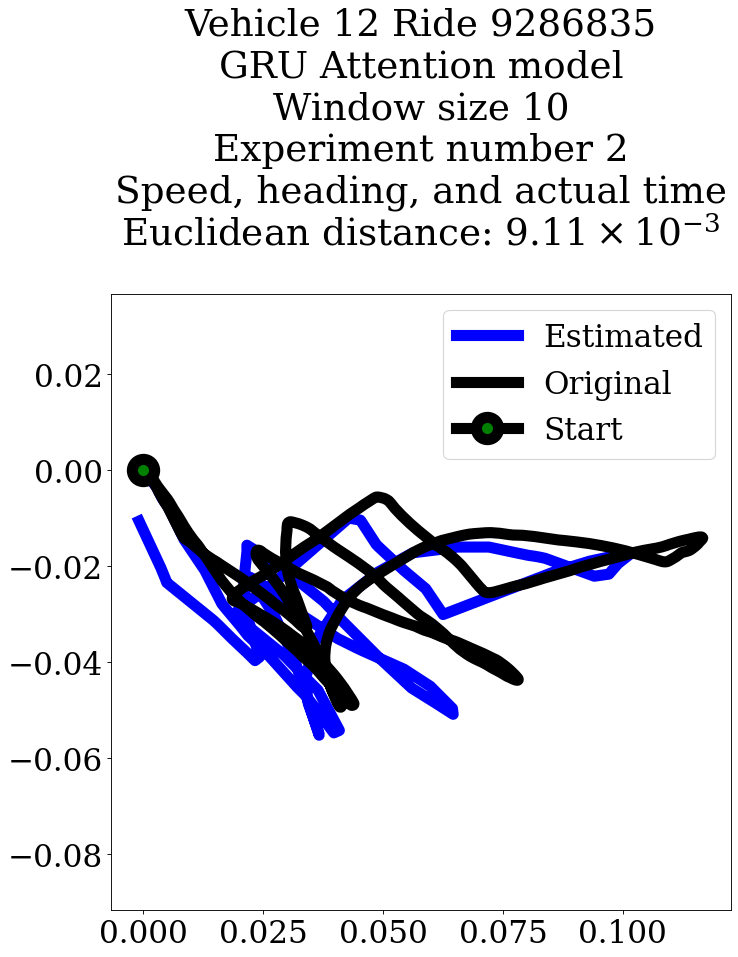 Vehicle 12 Ride 9286835
GRU Attention model
Window size 10
Experiment number 2
Speed, heading, and actual time
Euclidean distance: 9.11 × 10⁻³
Estimated
Original
Start
0.02
0.00
−0.02
−0.04
−0.06
−0.08
0.000 0.025 0.050 0.075 0.100